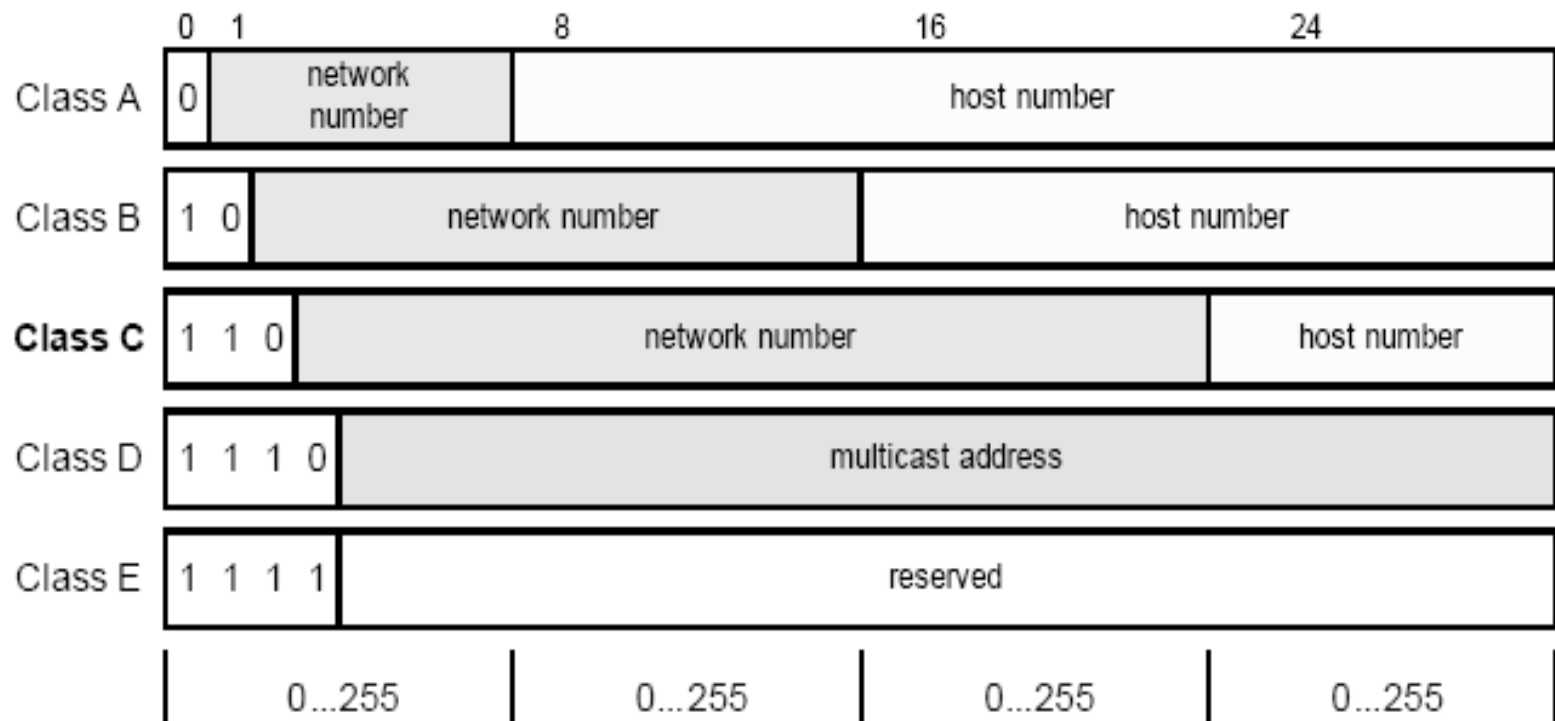 0 1 8 16 24
Class A 0 network number host number
Class B 1 0 network number host number
Class C 1 1 0 network number host number
Class D 1 1 1 0 multicast address
Class E 1 1 1 1 reserved
0...255 0...255 0...255 0...255